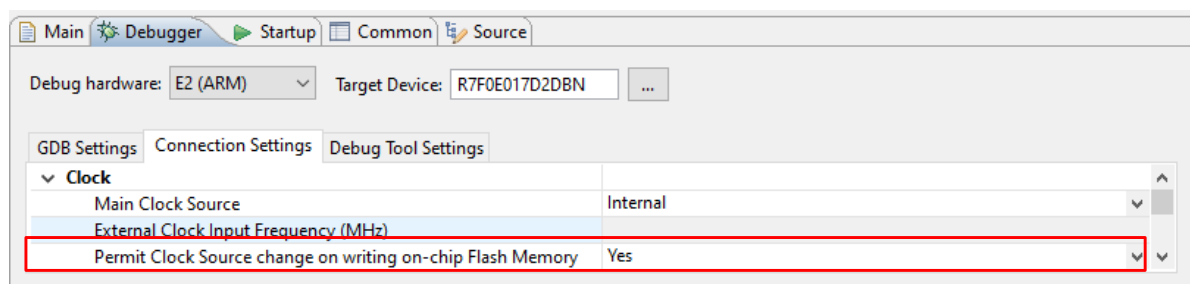 Main Debugger Startup Common Source
Debug hardware: E2 (ARM) Target Device: R7F0E017D2DBN ...
GDB Settings Connection Settings Debug Tool Settings
Clock
Main Clock Source Internal
External Clock Input Frequency (MHz)
Permit Clock Source change on writing on-chip Flash Memory Yes